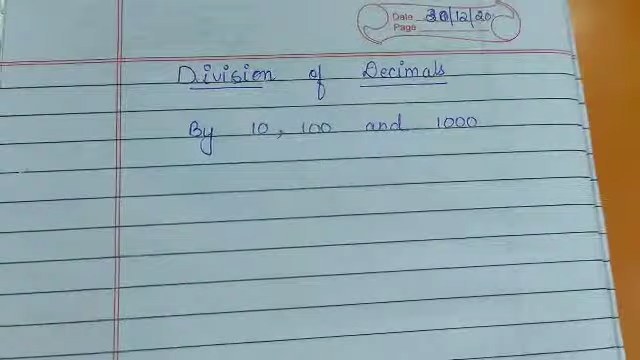 Date 30/12/20
Page
Division of Decimals
By 10, 100 and 1000